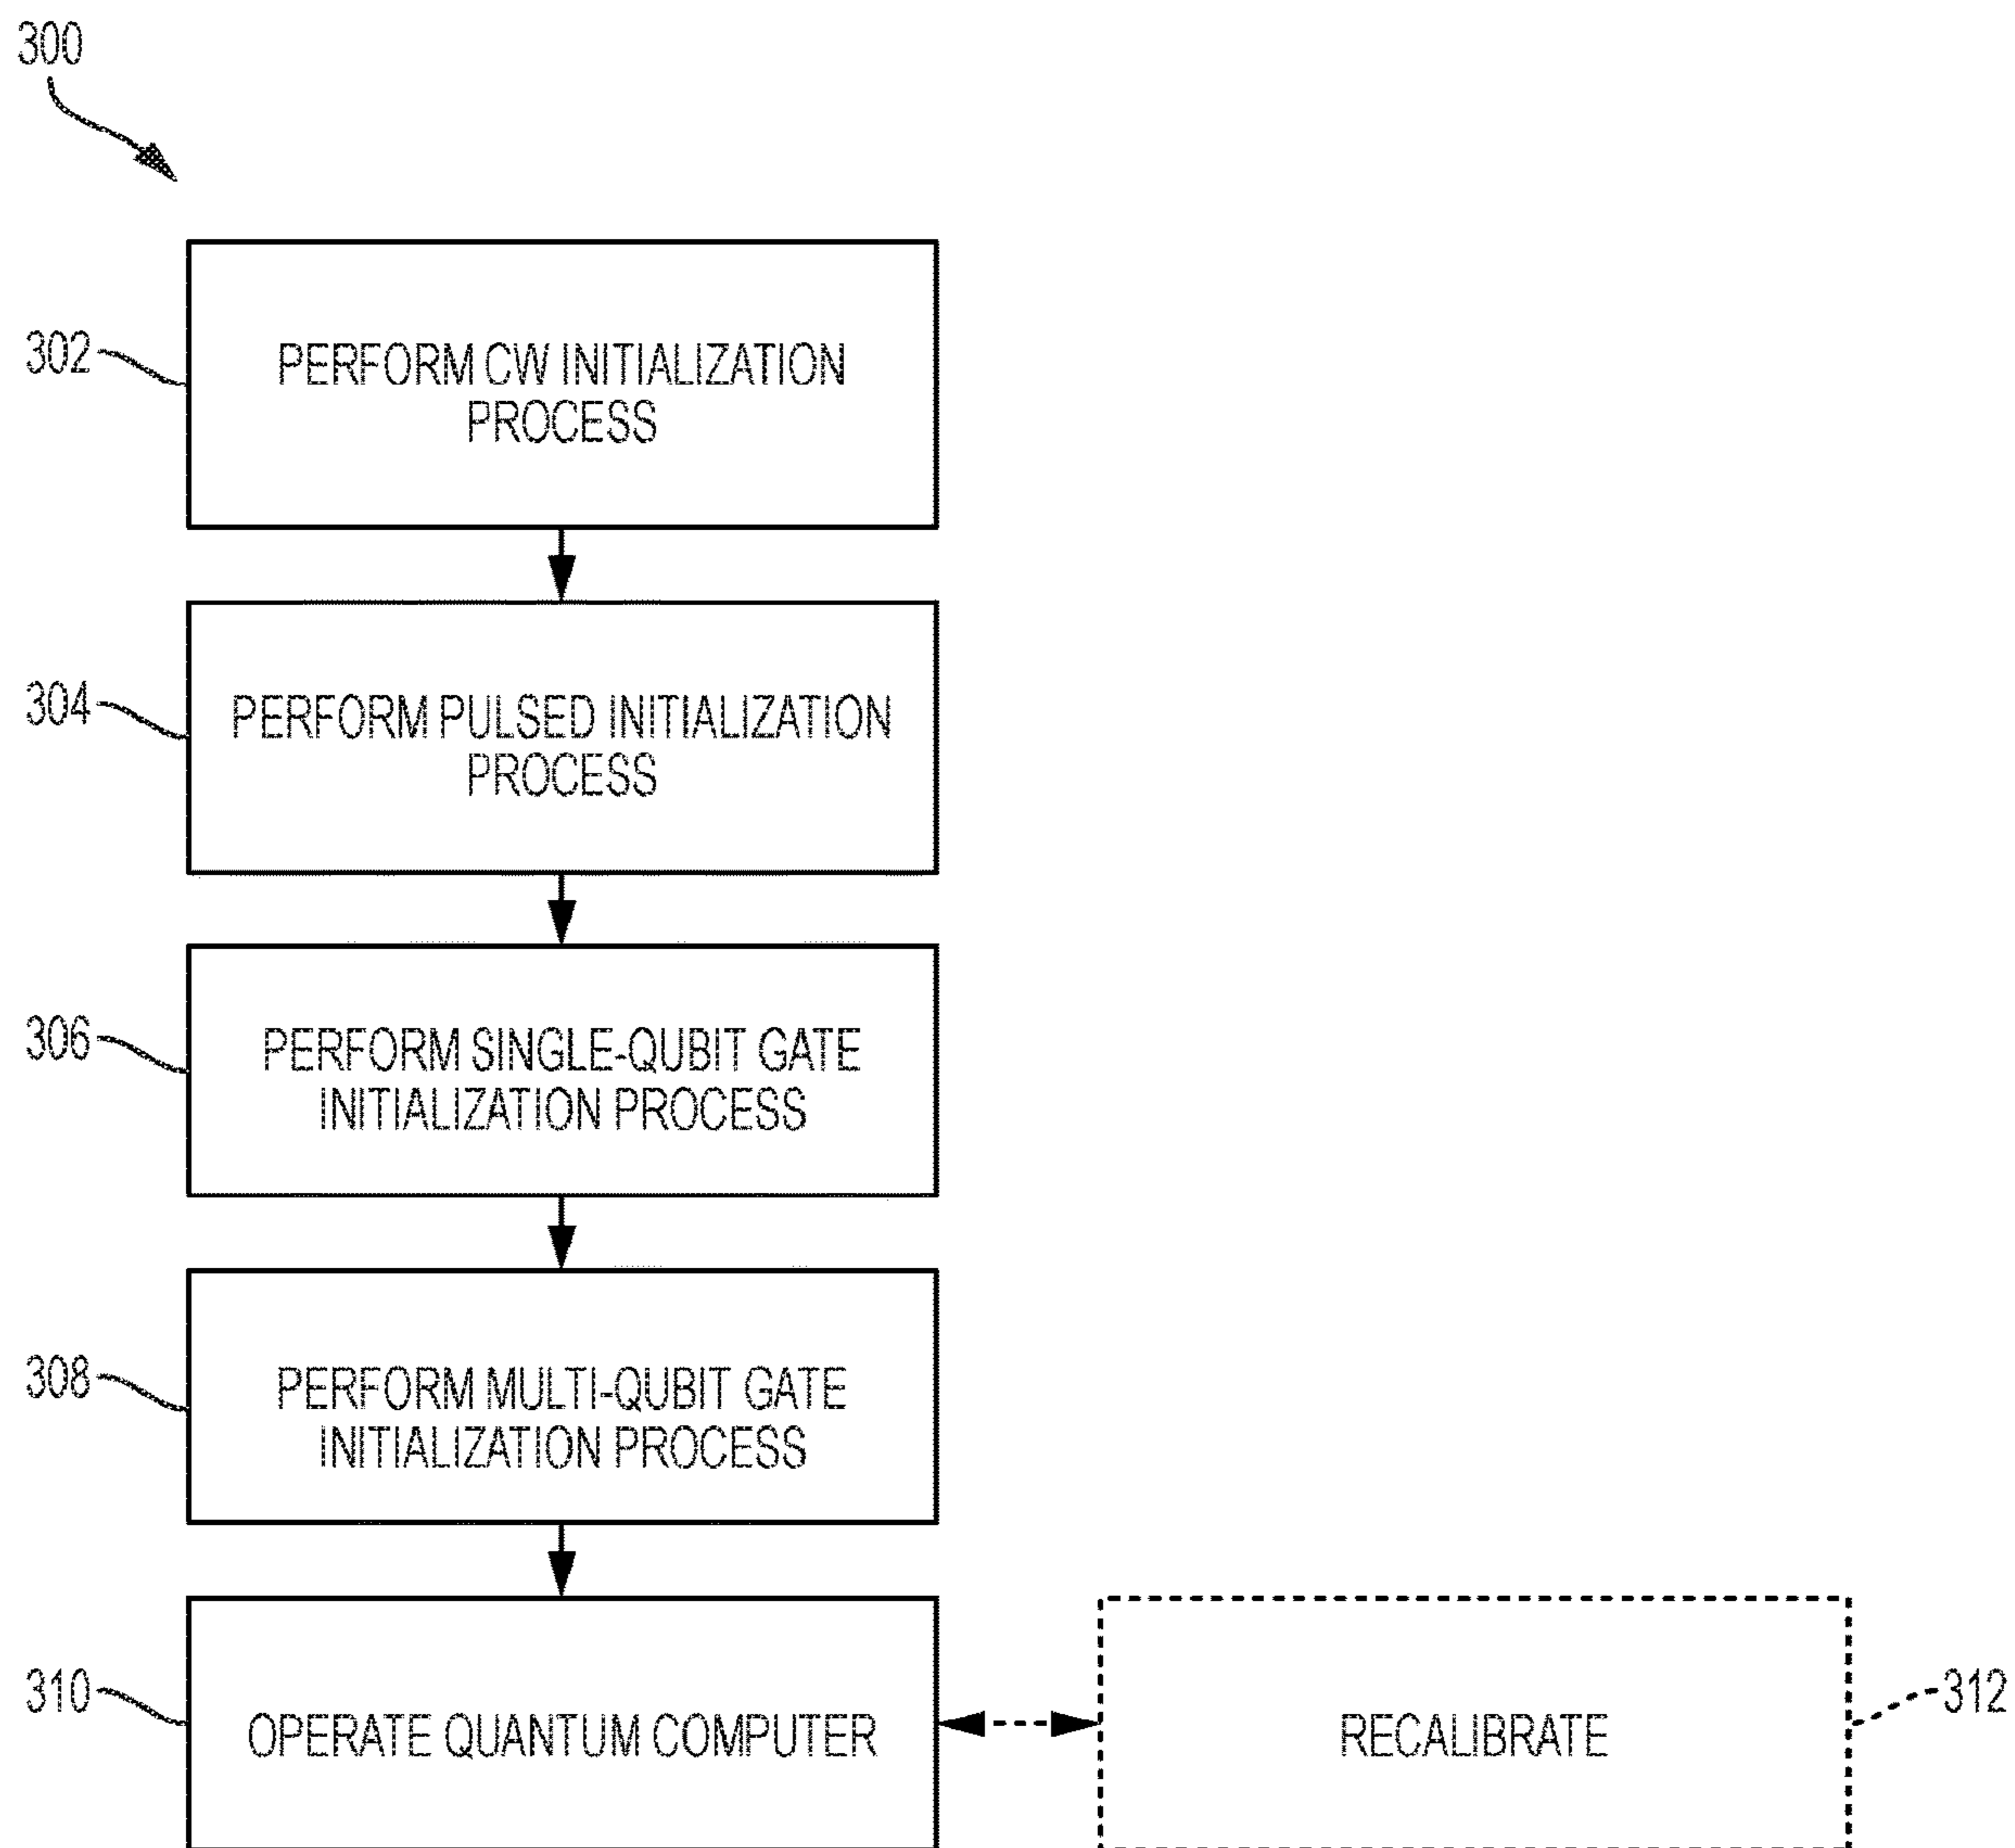 300
302
PERFORM CW INITIALIZATION
PROCESS
304
PERFORM PULSED INITIALIZATION
PROCESS
306
PERFORM SINGLE-QUBIT GATE
INITIALIZATION PROCESS
308
PERFORM MULTI-QUBIT GATE
INITIALIZATION PROCESS
310
OPERATE QUANTUM COMPUTER
RECALIBRATE
312